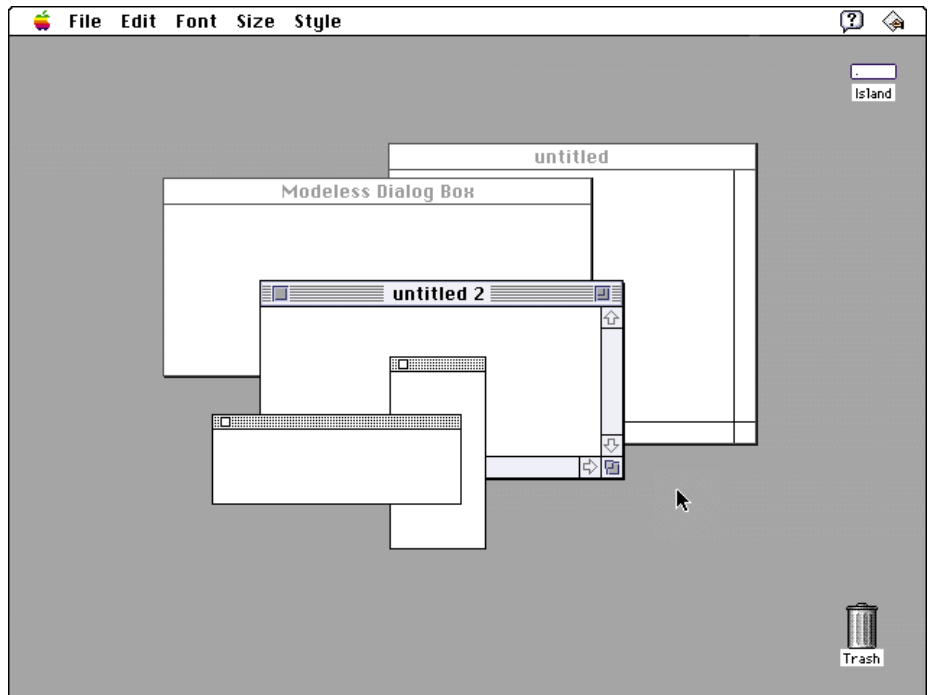 File Edit Font Size Style
Island
untitled
Modeless Dialog Box
untitled 2
Trash